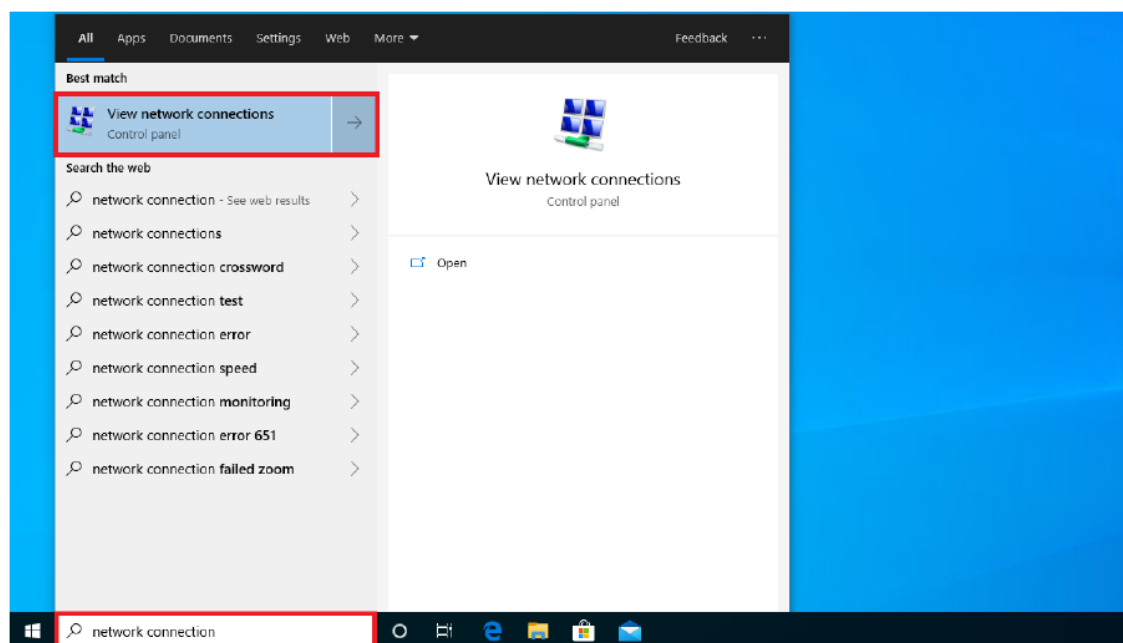 All Apps Documents Settings Web More Feedback ...
Best match
View network connections
Control panel
Search the web
network connection - See web results
network connections
network connection crossword
network connection test
network connection error
network connection speed
network connection monitoring
network connection error 651
network connection failed zoom
View network connections
Control panel
Open
network connection